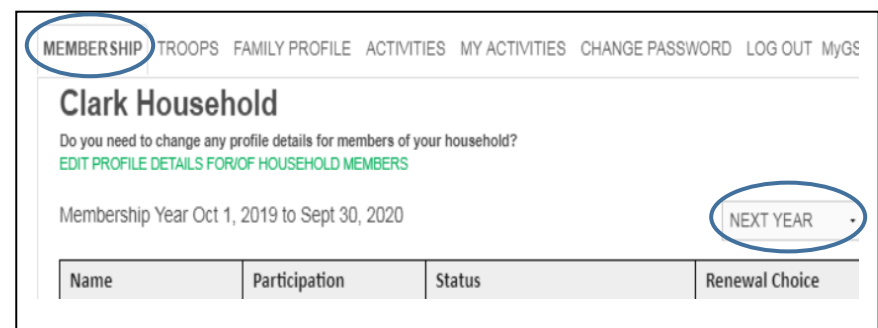 MEMBERSHIP TROOPS FAMILY PROFILE ACTIVITIES MY ACTIVITIES CHANGE PASSWORD LOG OUT MyGS
Clark Household
Do you need to change any profile details for members of your household?
EDIT PROFILE DETAILS FOR/OF HOUSEHOLD MEMBERS
Membership Year Oct 1, 2019 to Sept 30, 2020 NEXT YEAR
Name Participation Status Renewal Choice